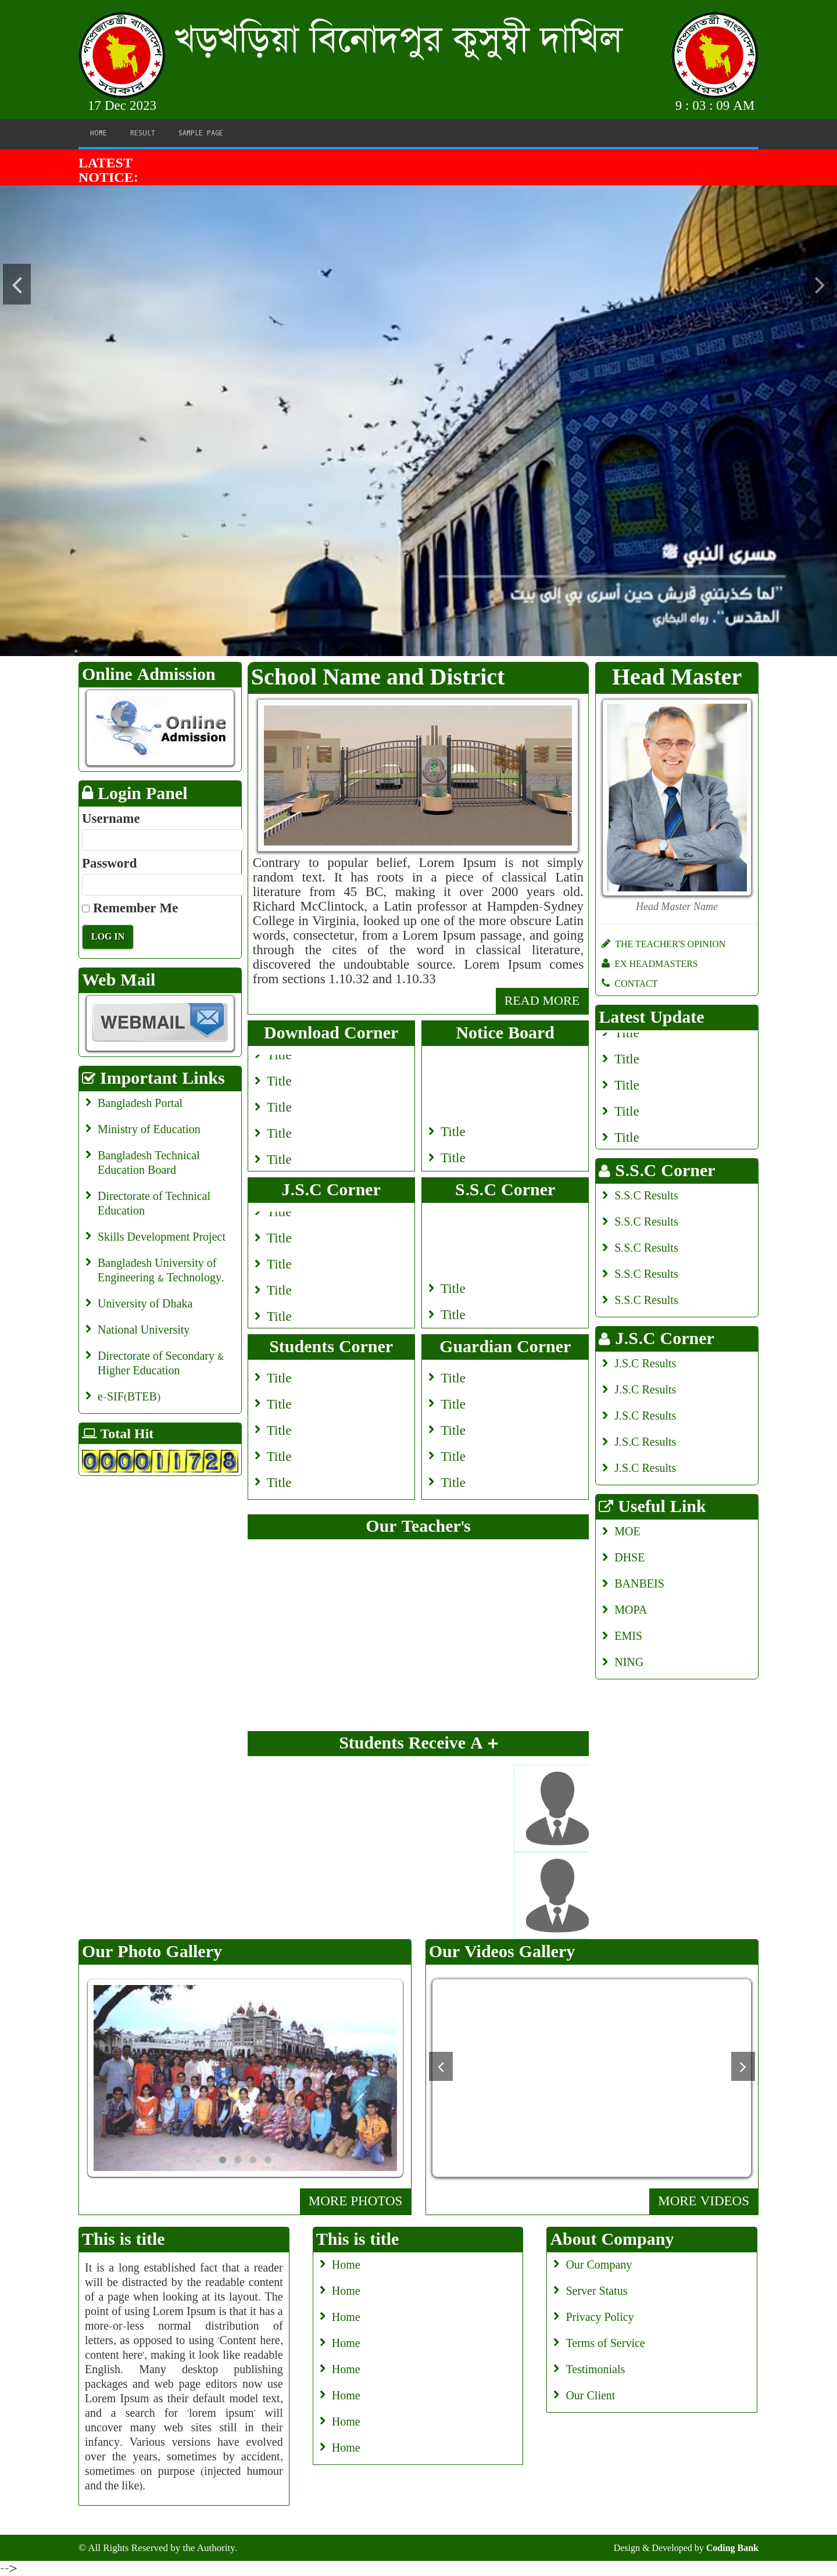 খড়খড়িয়া বিনোদপুর কুসুম্বী দাখিল
17 Dec 2023
9 : 03 : 09 AM
HOME
RESULT
SAMPLE PAGE
LATEST
NOTICE:
مسرى النبي ﷺ
"لما كذبتني قريش حين أسرى بي إلى بيت
المقدس". رواه البخاري
Online Admission
Online
Admission
Login Panel
Username
Password
Remember Me
LOG IN
Web Mail
WEBMAIL
Important Links
Bangladesh Portal
Ministry of Education
Bangladesh Technical
Education Board
Directorate of Technical
Education
Skills Development Project
Bangladesh University of
Engineering & Technology.
University of Dhaka
National University
Directorate of Secondary &
Higher Education
e-SIF(BTEB)
Total Hit
00011728
School Name and District
Contrary to popular belief, Lorem Ipsum is not simply
random text. It has roots in a piece of classical Latin
literature from 45 BC, making it over 2000 years old.
Richard McClintock, a Latin professor at Hampden-Sydney
College in Virginia, looked up one of the more obscure Latin
words, consectetur, from a Lorem Ipsum passage, and going
through the cites of the word in classical literature,
discovered the undoubtable source. Lorem Ipsum comes
from sections 1.10.32 and 1.10.33
READ MORE
Download Corner
Title
Title
Title
Title
Title
Notice Board
Title
Title
J.S.C Corner
Title
Title
Title
Title
Title
S.S.C Corner
Title
Title
Students Corner
Title
Title
Title
Title
Title
Guardian Corner
Title
Title
Title
Title
Title
Our Teacher's
Students Receive A +
Head Master
Head Master Name
THE TEACHER'S OPINION
EX HEADMASTERS
CONTACT
Latest Update
Title
Title
Title
Title
Title
S.S.C Corner
S.S.C Results
S.S.C Results
S.S.C Results
S.S.C Results
S.S.C Results
J.S.C Corner
J.S.C Results
J.S.C Results
J.S.C Results
J.S.C Results
J.S.C Results
Useful Link
MOE
DHSE
BANBEIS
MOPA
EMIS
NING
Our Photo Gallery
MORE PHOTOS
Our Videos Gallery
MORE VIDEOS
This is title
It is a long established fact that a reader
will be distracted by the readable content
of a page when looking at its layout. The
point of using Lorem Ipsum is that it has a
more-or-less normal distribution of
letters, as opposed to using 'Content here,
content here', making it look like readable
English. Many desktop publishing
packages and web page editors now use
Lorem Ipsum as their default model text,
and a search for 'lorem ipsum' will
uncover many web sites still in their
infancy. Various versions have evolved
over the years, sometimes by accident,
sometimes on purpose (injected humour
and the like).
This is title
Home
Home
Home
Home
Home
Home
Home
Home
About Company
Our Company
Server Status
Privacy Policy
Terms of Service
Testimonials
Our Client
© All Rights Reserved by the Authority.
Design & Developed by Coding Bank
-->